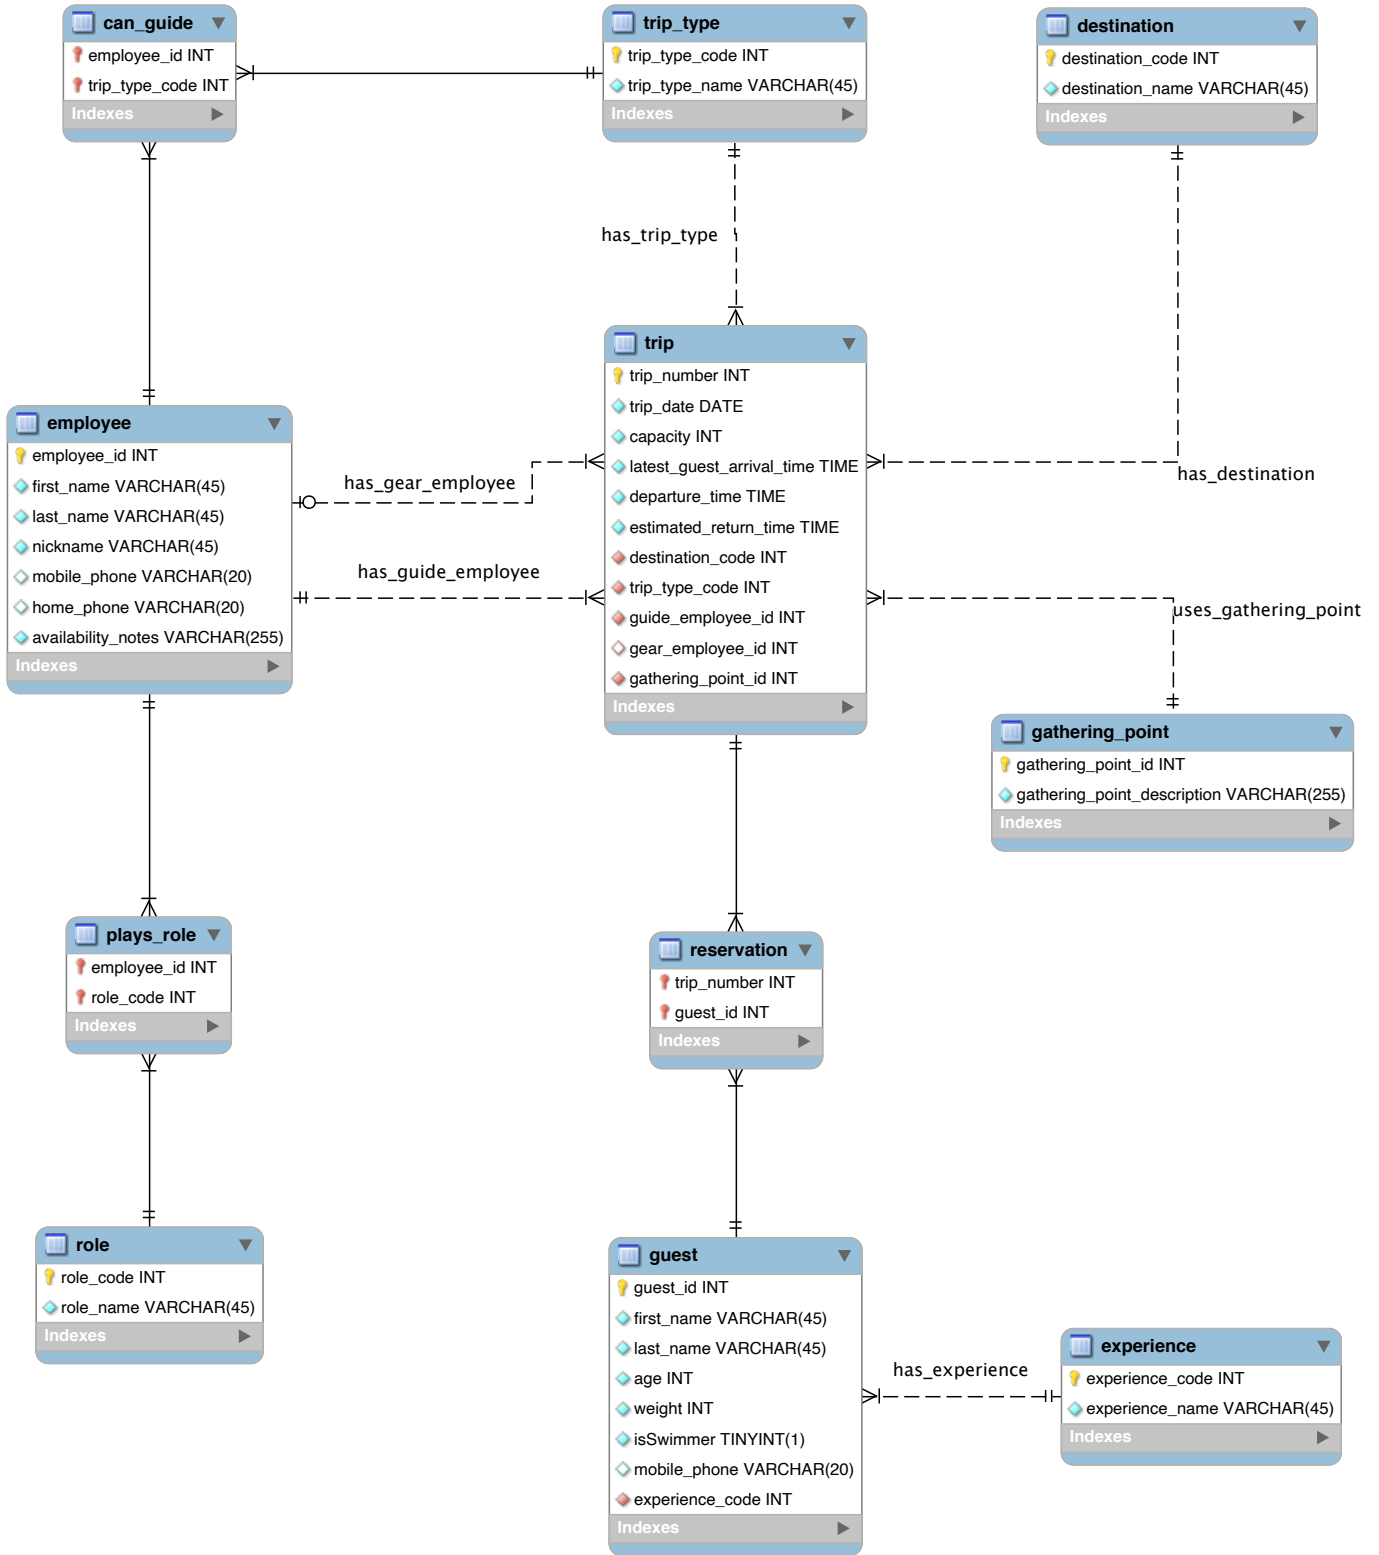 can_guide
employee_id INT
trip_type_code INT
Indexes
trip_type
trip_type_code INT
trip_type_name VARCHAR(45)
Indexes
destination
destination_code INT
destination_name VARCHAR(45)
Indexes
has_trip_type
trip
trip_number INT
trip_date DATE
capacity INT
latest_guest_arrival_time TIME
departure_time TIME
estimated_return_time TIME
destination_code INT
trip_type_code INT
guide_employee_id INT
gear_employee_id INT
gathering_point_id INT
Indexes
employee
employee_id INT
first_name VARCHAR(45)
last_name VARCHAR(45)
nickname VARCHAR(45)
mobile_phone VARCHAR(20)
home_phone VARCHAR(20)
availability_notes VARCHAR(255)
Indexes
has_gear_employee
has_guide_employee
has_destination
uses_gathering_point
gathering_point
gathering_point_id INT
gathering_point_description VARCHAR(255)
Indexes
plays_role
employee_id INT
role_code INT
Indexes
reservation
trip_number INT
guest_id INT
Indexes
role
role_code INT
role_name VARCHAR(45)
Indexes
guest
guest_id INT
first_name VARCHAR(45)
last_name VARCHAR(45)
age INT
weight INT
isSwimmer TINYINT(1)
mobile_phone VARCHAR(20)
experience_code INT
Indexes
has_experience
experience
experience_code INT
experience_name VARCHAR(45)
Indexes